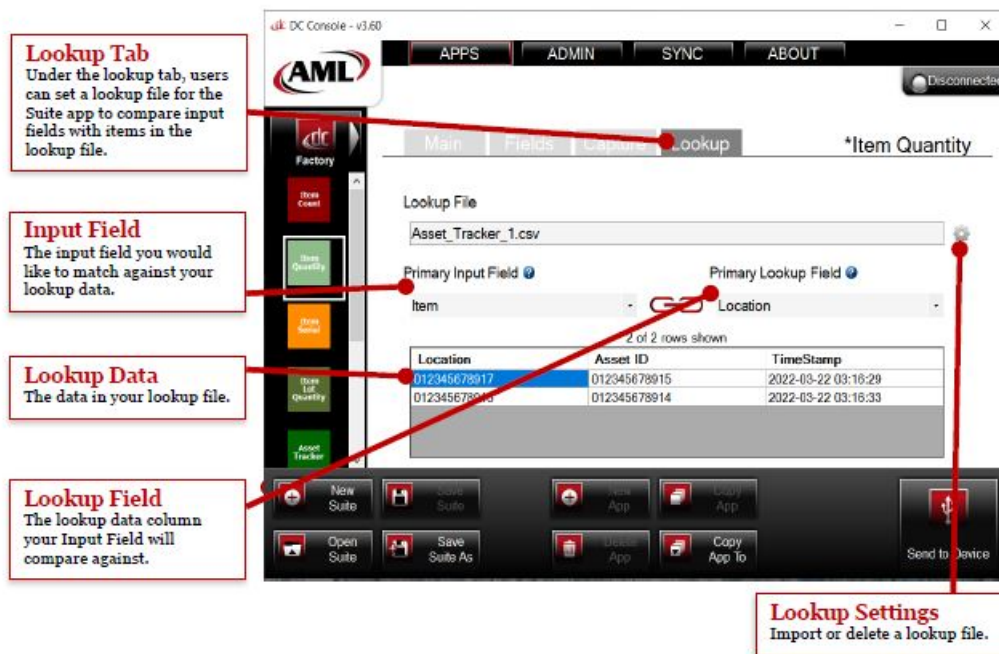 DC Console - v3.60
AML
APPS ADMIN SYNC ABOUT
Disconnected
Lookup Tab
Under the lookup tab, users
can set a lookup file for the
Suite app to compare input
fields with items in the
lookup file.
dc
Factory
Main Fields Capture Lookup
*Item Quantity
Item
Count
Lookup File
Asset_Tracker_1.csv
Input Field
The input field you would
like to match against your
lookup data.
Item
Quantity
Primary Input Field
Primary Lookup Field
Item
Location
Item
Serial
2 of 2 rows shown
Location Asset ID TimeStamp
012345678917 012345678915 2022-03-22 03:16:29
012345678914 2022-03-22 03:16:33
Lookup Data
The data in your lookup file.
Item
Lot
Quantity
Asset
Tracker
Lookup Field
The lookup data column
your Input Field will
compare against.
New
Suite
Save
Suite
New
App
Copy
App
Open
Suite
Save
Suite As
Delete
App
Copy
App To
Send to Device
Lookup Settings
Import or delete a lookup file.